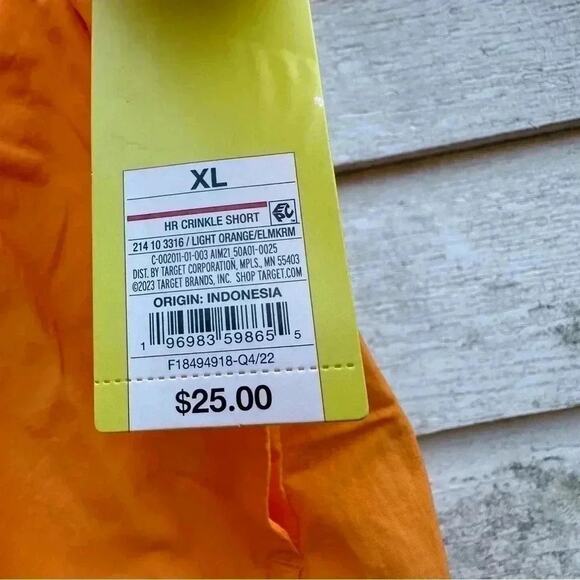 XL
HR CRINKLE SHORT
214 10 3316 / LIGHT ORANGE/ELMKRM
C-002011-01-003 AIM21_50A01-0025
DIST. BY TARGET CORPORATION, MPLS., MN 55403
©2023 TARGET BRANDS, INC. SHOP TARGET.COM
ORIGIN: INDONESIA
1 96983 59865 5
F18494918-Q4/22
$25.00